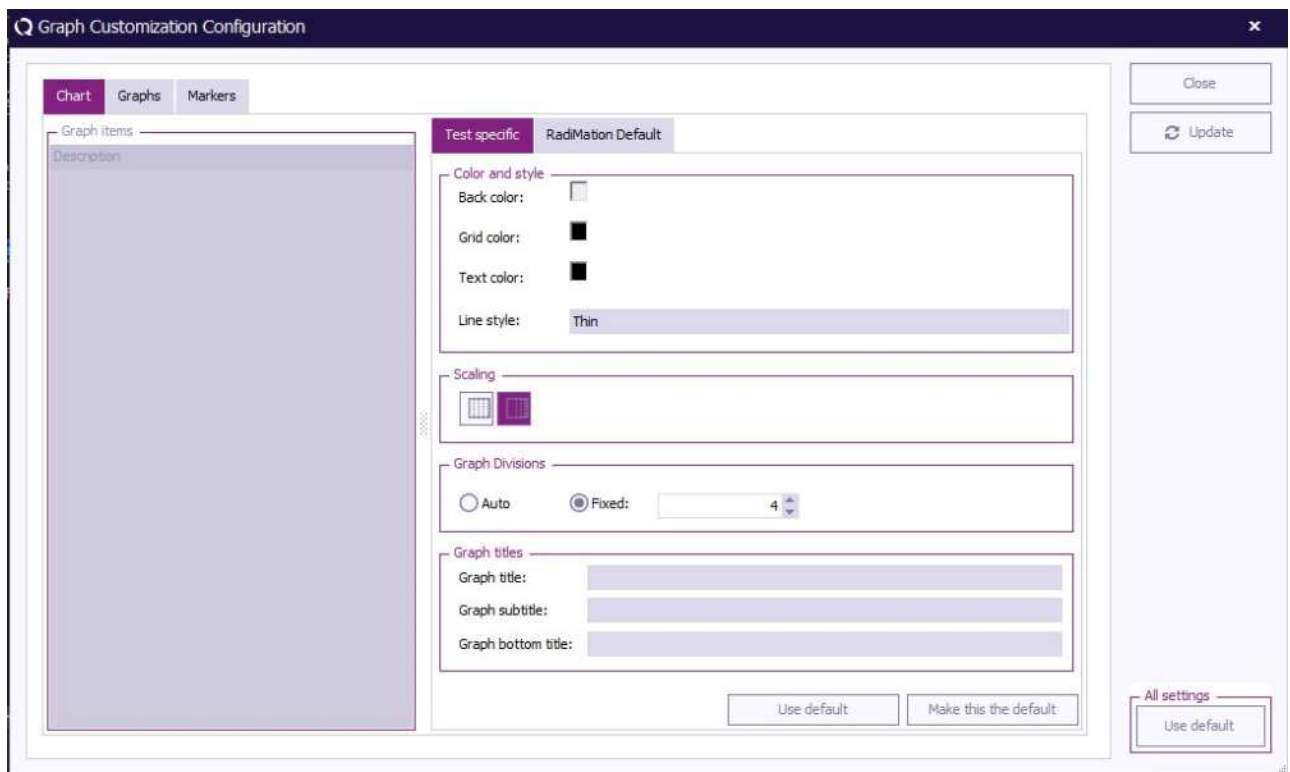 Graph Customization Configuration
Close
Update
Chart Graphs Markers
Graph items
Description
Test specific RadiMation Default
Color and style
Back color:
Grid color:
Text color:
Line style: Thin
Scaling
Graph Divisions
Auto Fixed: 4
Graph titles
Graph title:
Graph subtitle:
Graph bottom title:
Use default Make this the default
All settings
Use default